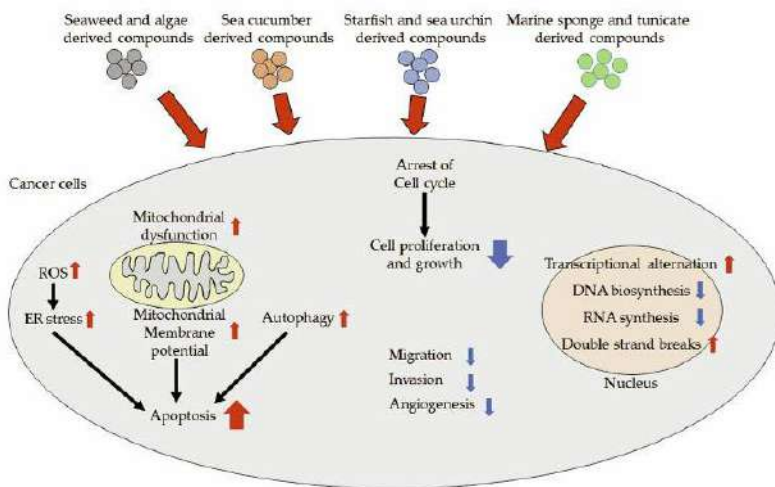 Seaweed and algae
derived compounds
Sea cucumber
derived compounds
Starfish and sea urchin
derived compounds
Marine sponge and tunicate
derived compounds
Cancer cells
Arrest of
Cell cycle
Mitochondrial
dysfunction
Cell proliferation
and growth
ROS
ER stress
Mitochondrial
Membrane
potential
Autophagy
Apoptosis
Migration
Invasion
Angiogenesis
Transcriptional alternation
DNA biosynthesis
RNA synthesis
Double strand breaks
Nucleus